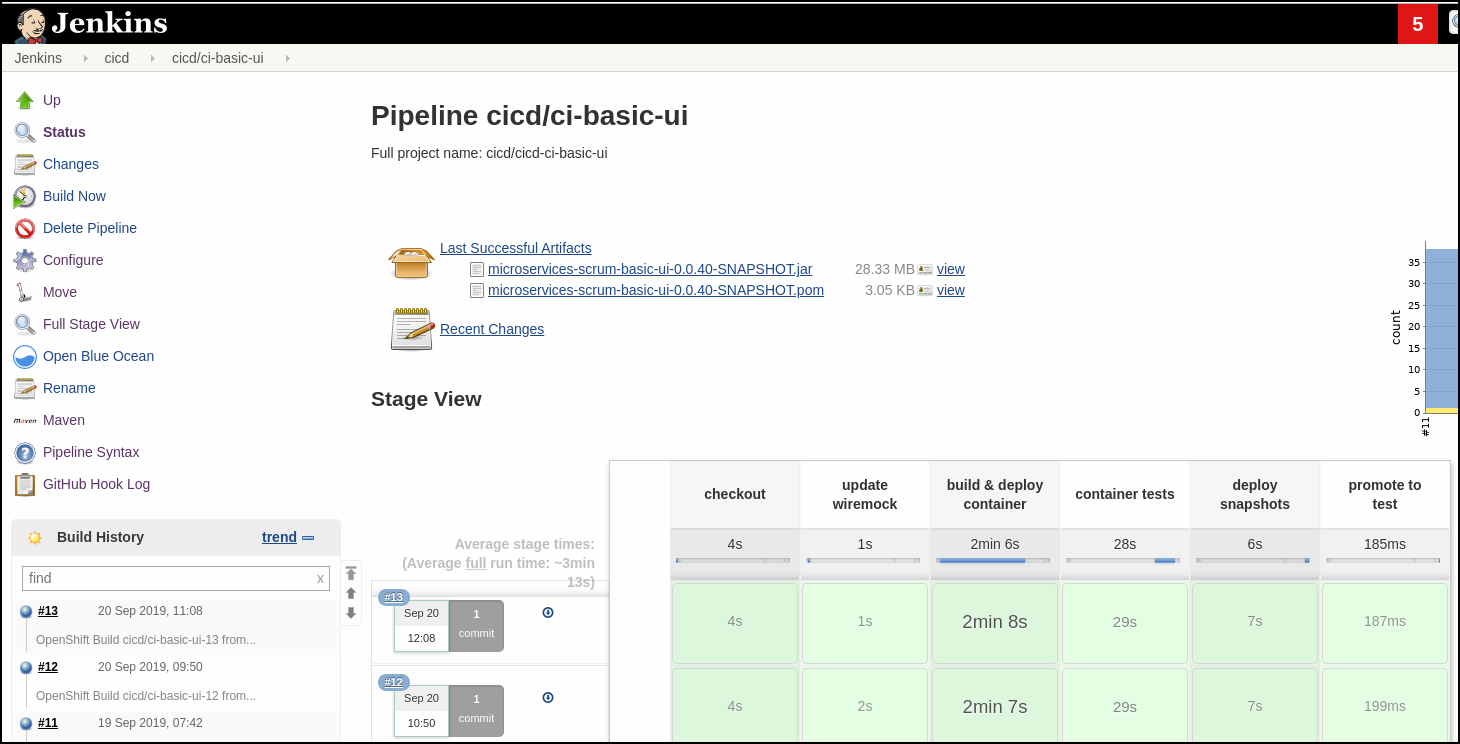 Jenkins
5
Jenkins cicd cicd/ci-basic-ui
Up
Status
Changes
Build Now
Delete Pipeline
Configure
Move
Full Stage View
Open Blue Ocean
Rename
maven Maven
Pipeline Syntax
GitHub Hook Log
Build History trend
find x
#13 20 Sep 2019, 11:08
OpenShift Build cicd/ci-basic-ui-13 from...
#12 20 Sep 2019, 09:50
OpenShift Build cicd/ci-basic-ui-12 from...
#11 19 Sep 2019, 07:42
Pipeline cicd/ci-basic-ui
Full project name: cicd/cicd-ci-basic-ui
Last Successful Artifacts
microservices-scrum-basic-ui-0.0.40-SNAPSHOT.jar 28.33 MB view
microservices-scrum-basic-ui-0.0.40-SNAPSHOT.pom 3.05 KB view
Recent Changes
count
35
30
25
20
15
10
5
0
#11
Stage View
checkout
update
wiremock
build & deploy
container
container tests
deploy
snapshots
promote to
test
Average stage times:
(Average full run time: ~3min
13s)
4s 1s 2min 6s 28s 6s 185ms
#13
Sep 20
12:08
1
commit
4s 1s 2min 8s 29s 7s 187ms
#12
Sep 20
10:50
1
commit
4s 2s 2min 7s 29s 7s 199ms